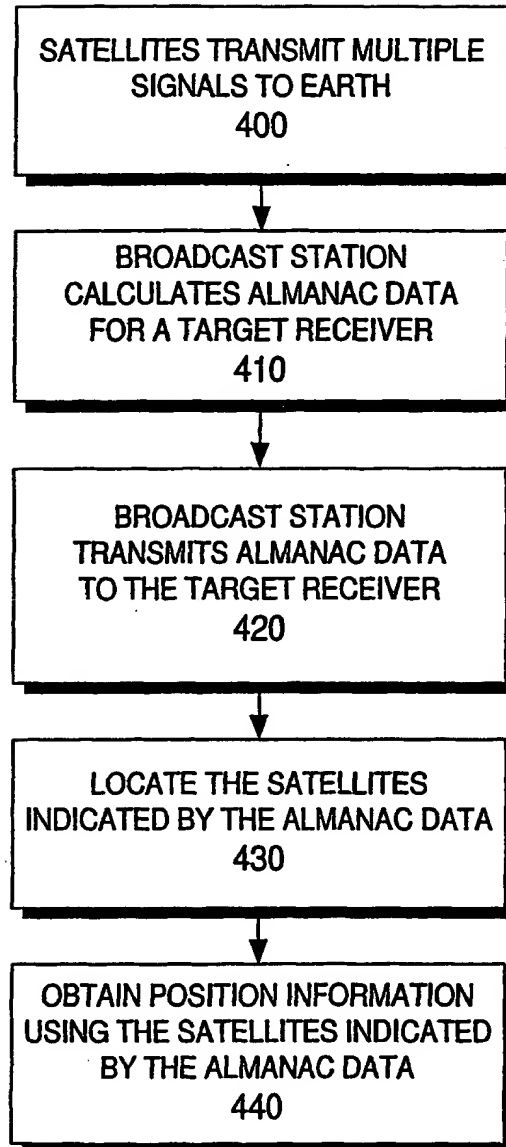 SATELLITES TRANSMIT MULTIPLE
SIGNALS TO EARTH
400
BROADCAST STATION
CALCULATES ALMANAC DATA
FOR A TARGET RECEIVER
410
BROADCAST STATION
TRANSMITS ALMANAC DATA
TO THE TARGET RECEIVER
420
LOCATE THE SATELLITES
INDICATED BY THE ALMANAC DATA
430
OBTAIN POSITION INFORMATION
USING THE SATELLITES INDICATED
BY THE ALMANAC DATA
440